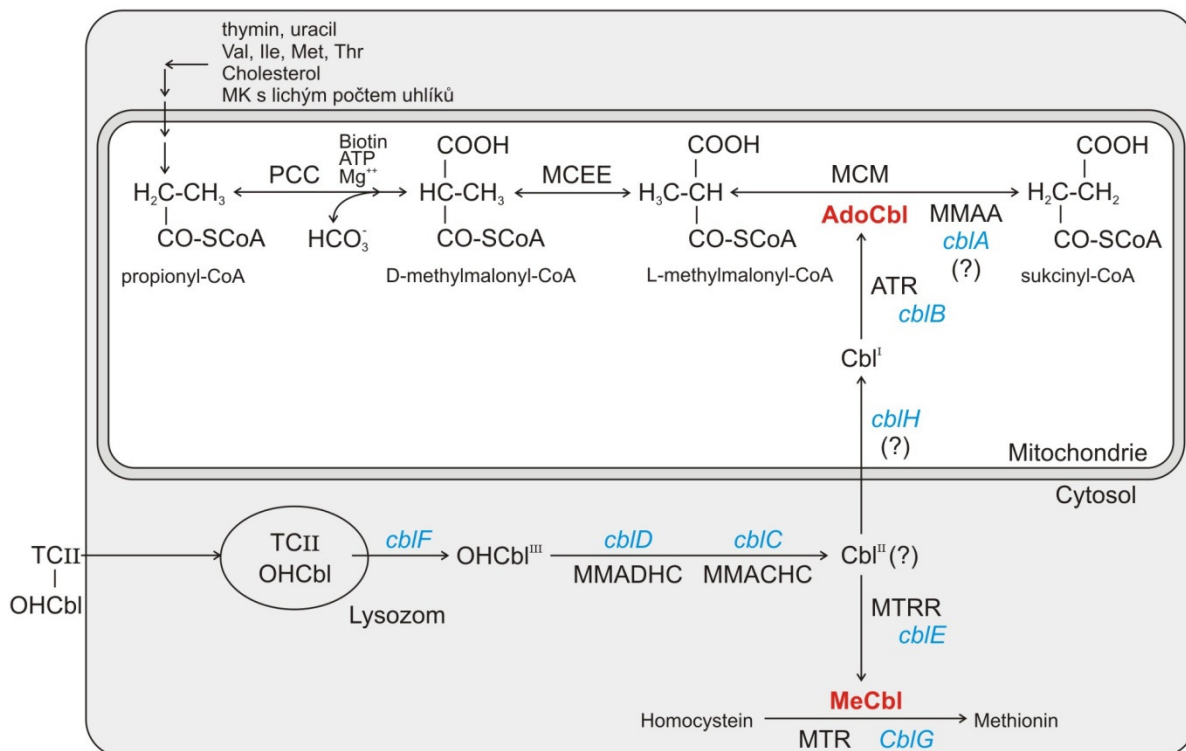 thymin, uracil
Val, Ile, Met, Thr
Cholesterol
MK s lichým počtem uhlíků
H₂C-CH₃
CO-SCoA
propionyl-CoA
PCC
Biotin
ATP
Mg⁺⁺
HCO₃⁻
COOH
HC-CH₃
CO-SCoA
D-methylmalonyl-CoA
MCEE
COOH
H₃C-CH
CO-SCoA
L-methylmalonyl-CoA
MCM
AdoCbl
MMAA
cblA
(?)
COOH
H₂C-CH₂
CO-SCoA
sukcinyl-CoA
ATR
cblB
Cblᴵ
cblH
(?)
Mitochondrie
Cytosol
TCII
OHCbl
TCII
OHCbl
Lysozom
cblF
OHCblᴵᴵᴵ
cblD
MMADHC
cblC
MMACHC
Cblᴵᴵ(?)
MTRR
cblE
MeCbl
Homocystein
Methionin
MTR
CblG